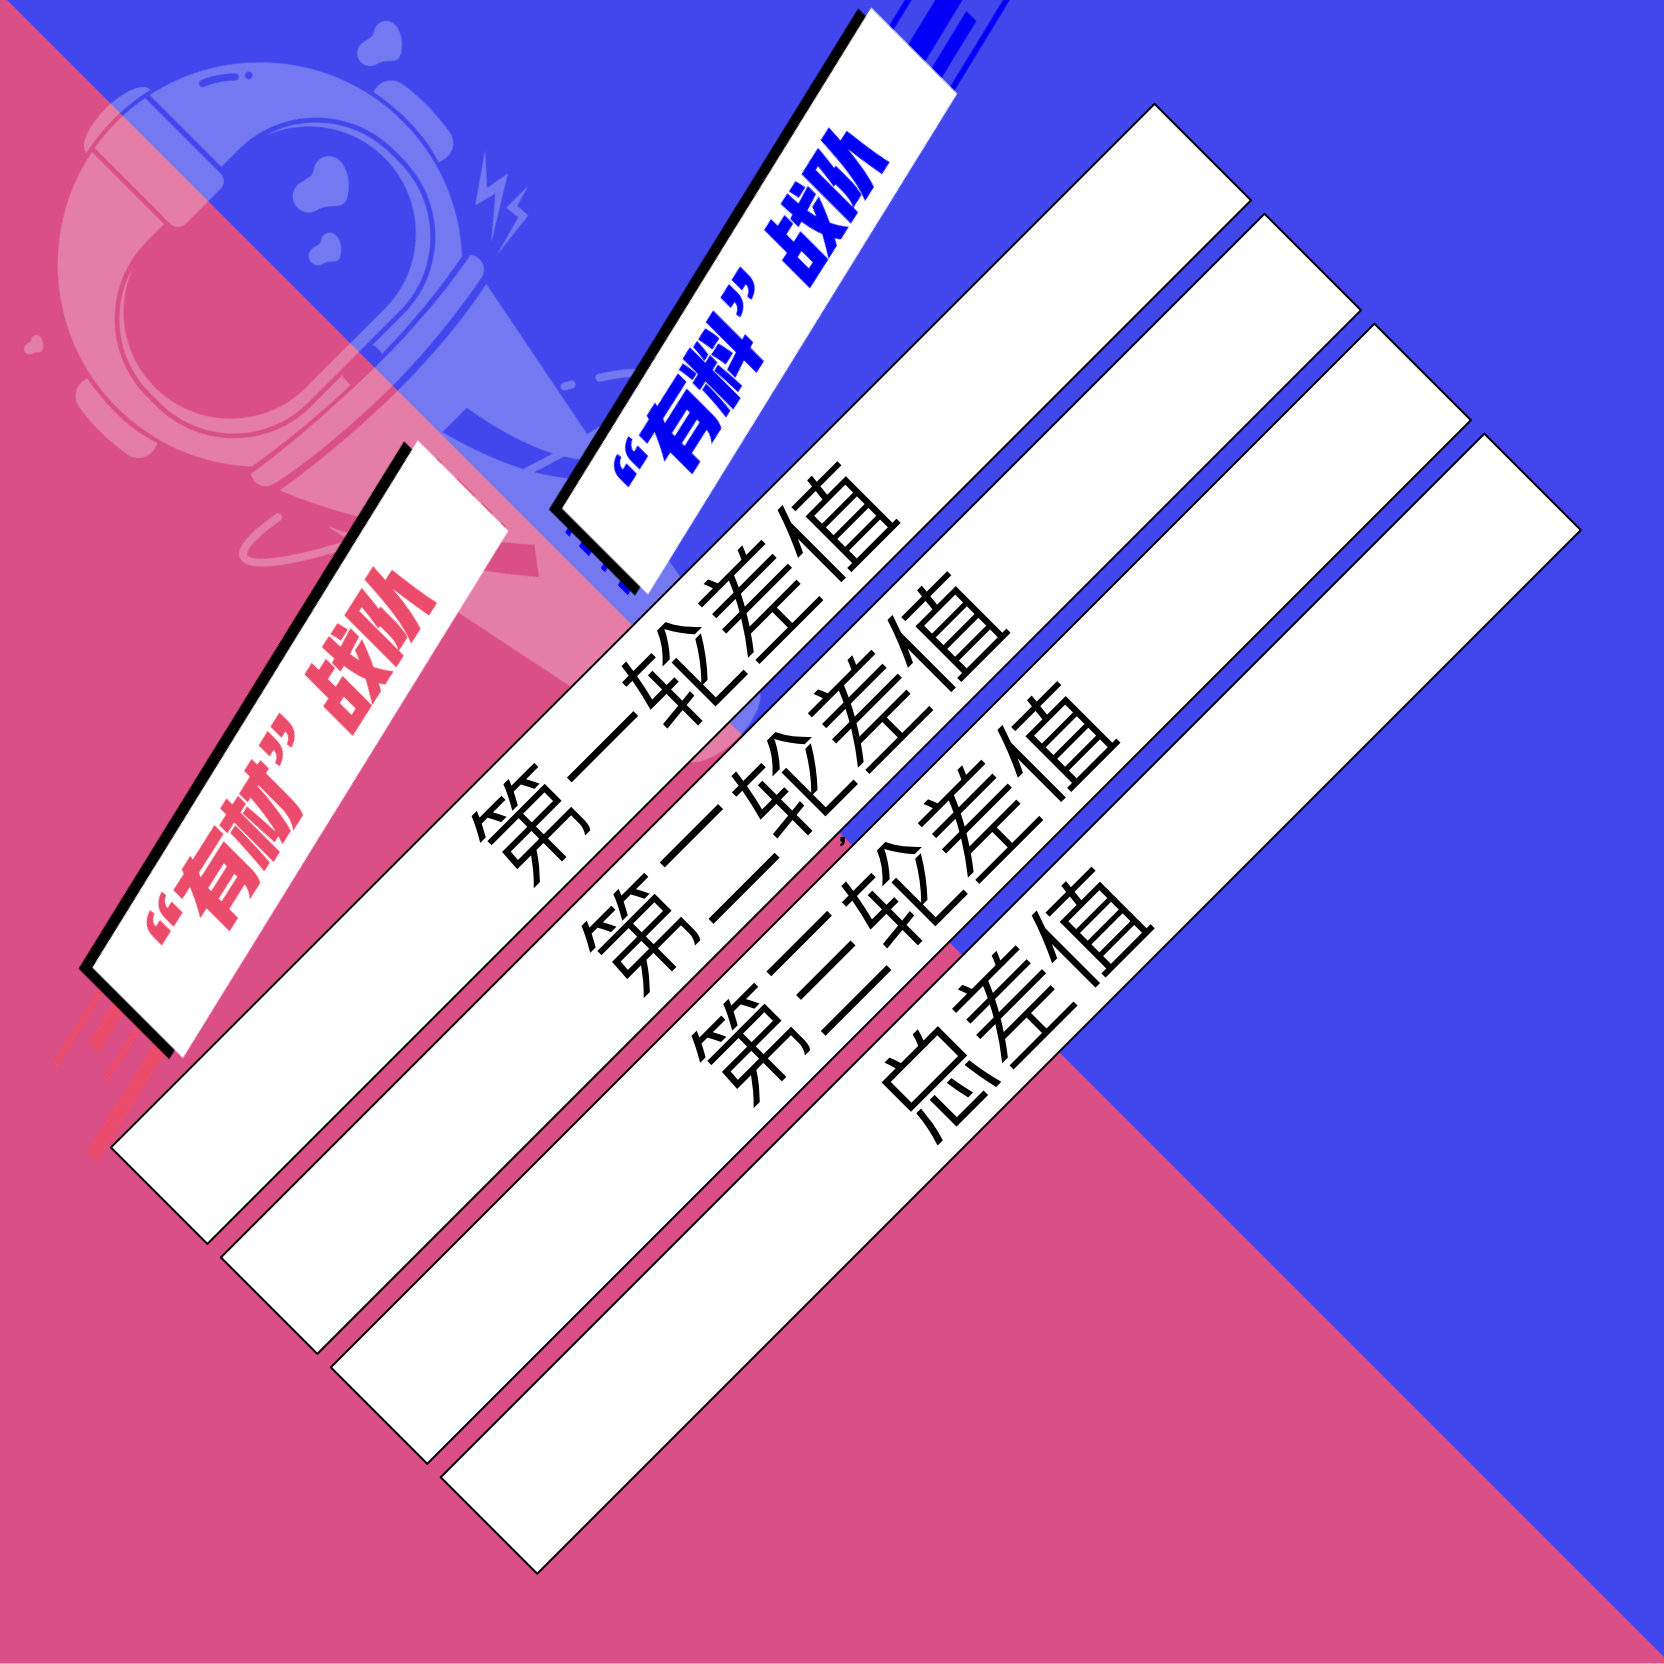 “有料” 战队
“有材” 战队
第一轮差值
第二轮差值
第三轮差值
总差值